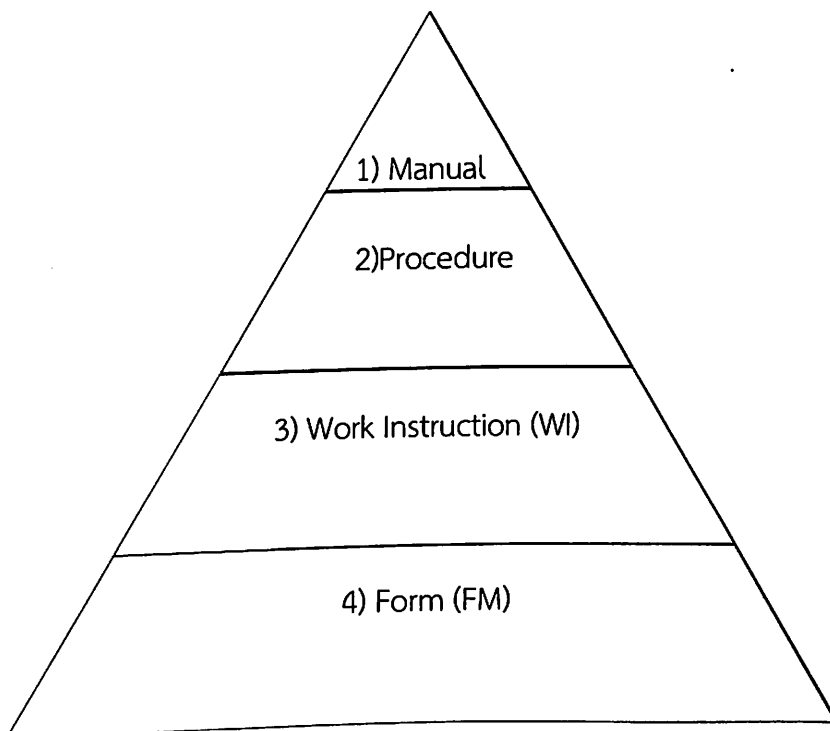 1) Manual
2)Procedure
3) Work Instruction (WI)
4) Form (FM)